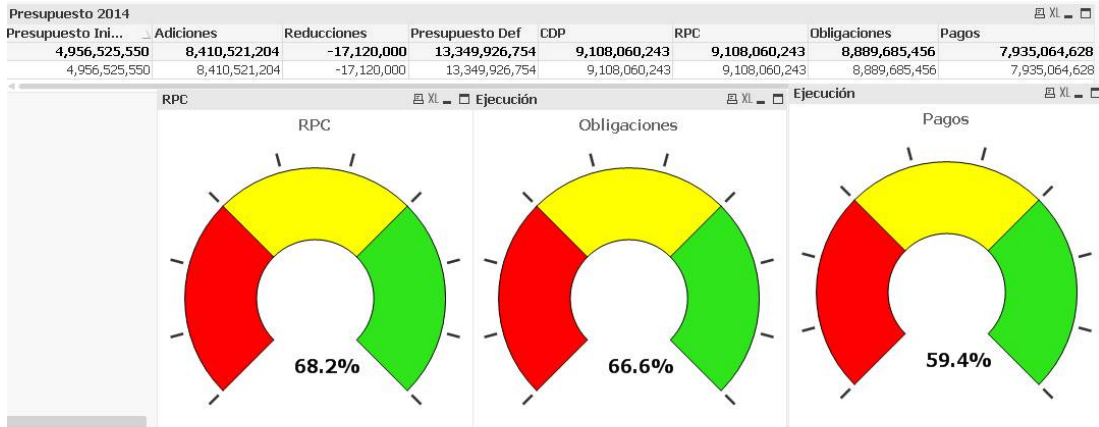 Presupuesto 2014 XL
Presupuesto Ini... Adiciones Reducciones Presupuesto Def CDP RPC Obligaciones Pagos
4,956,525,550 8,410,521,204 -17,120,000 13,349,926,754 9,108,060,243 9,108,060,243 8,889,685,456 7,935,064,628
4,956,525,550 8,410,521,204 -17,120,000 13,349,926,754 9,108,060,243 9,108,060,243 8,889,685,456 7,935,064,628
RPC XL Ejecución XL Ejecución XL
RPC Obligaciones Pagos
68.2% 66.6% 59.4%